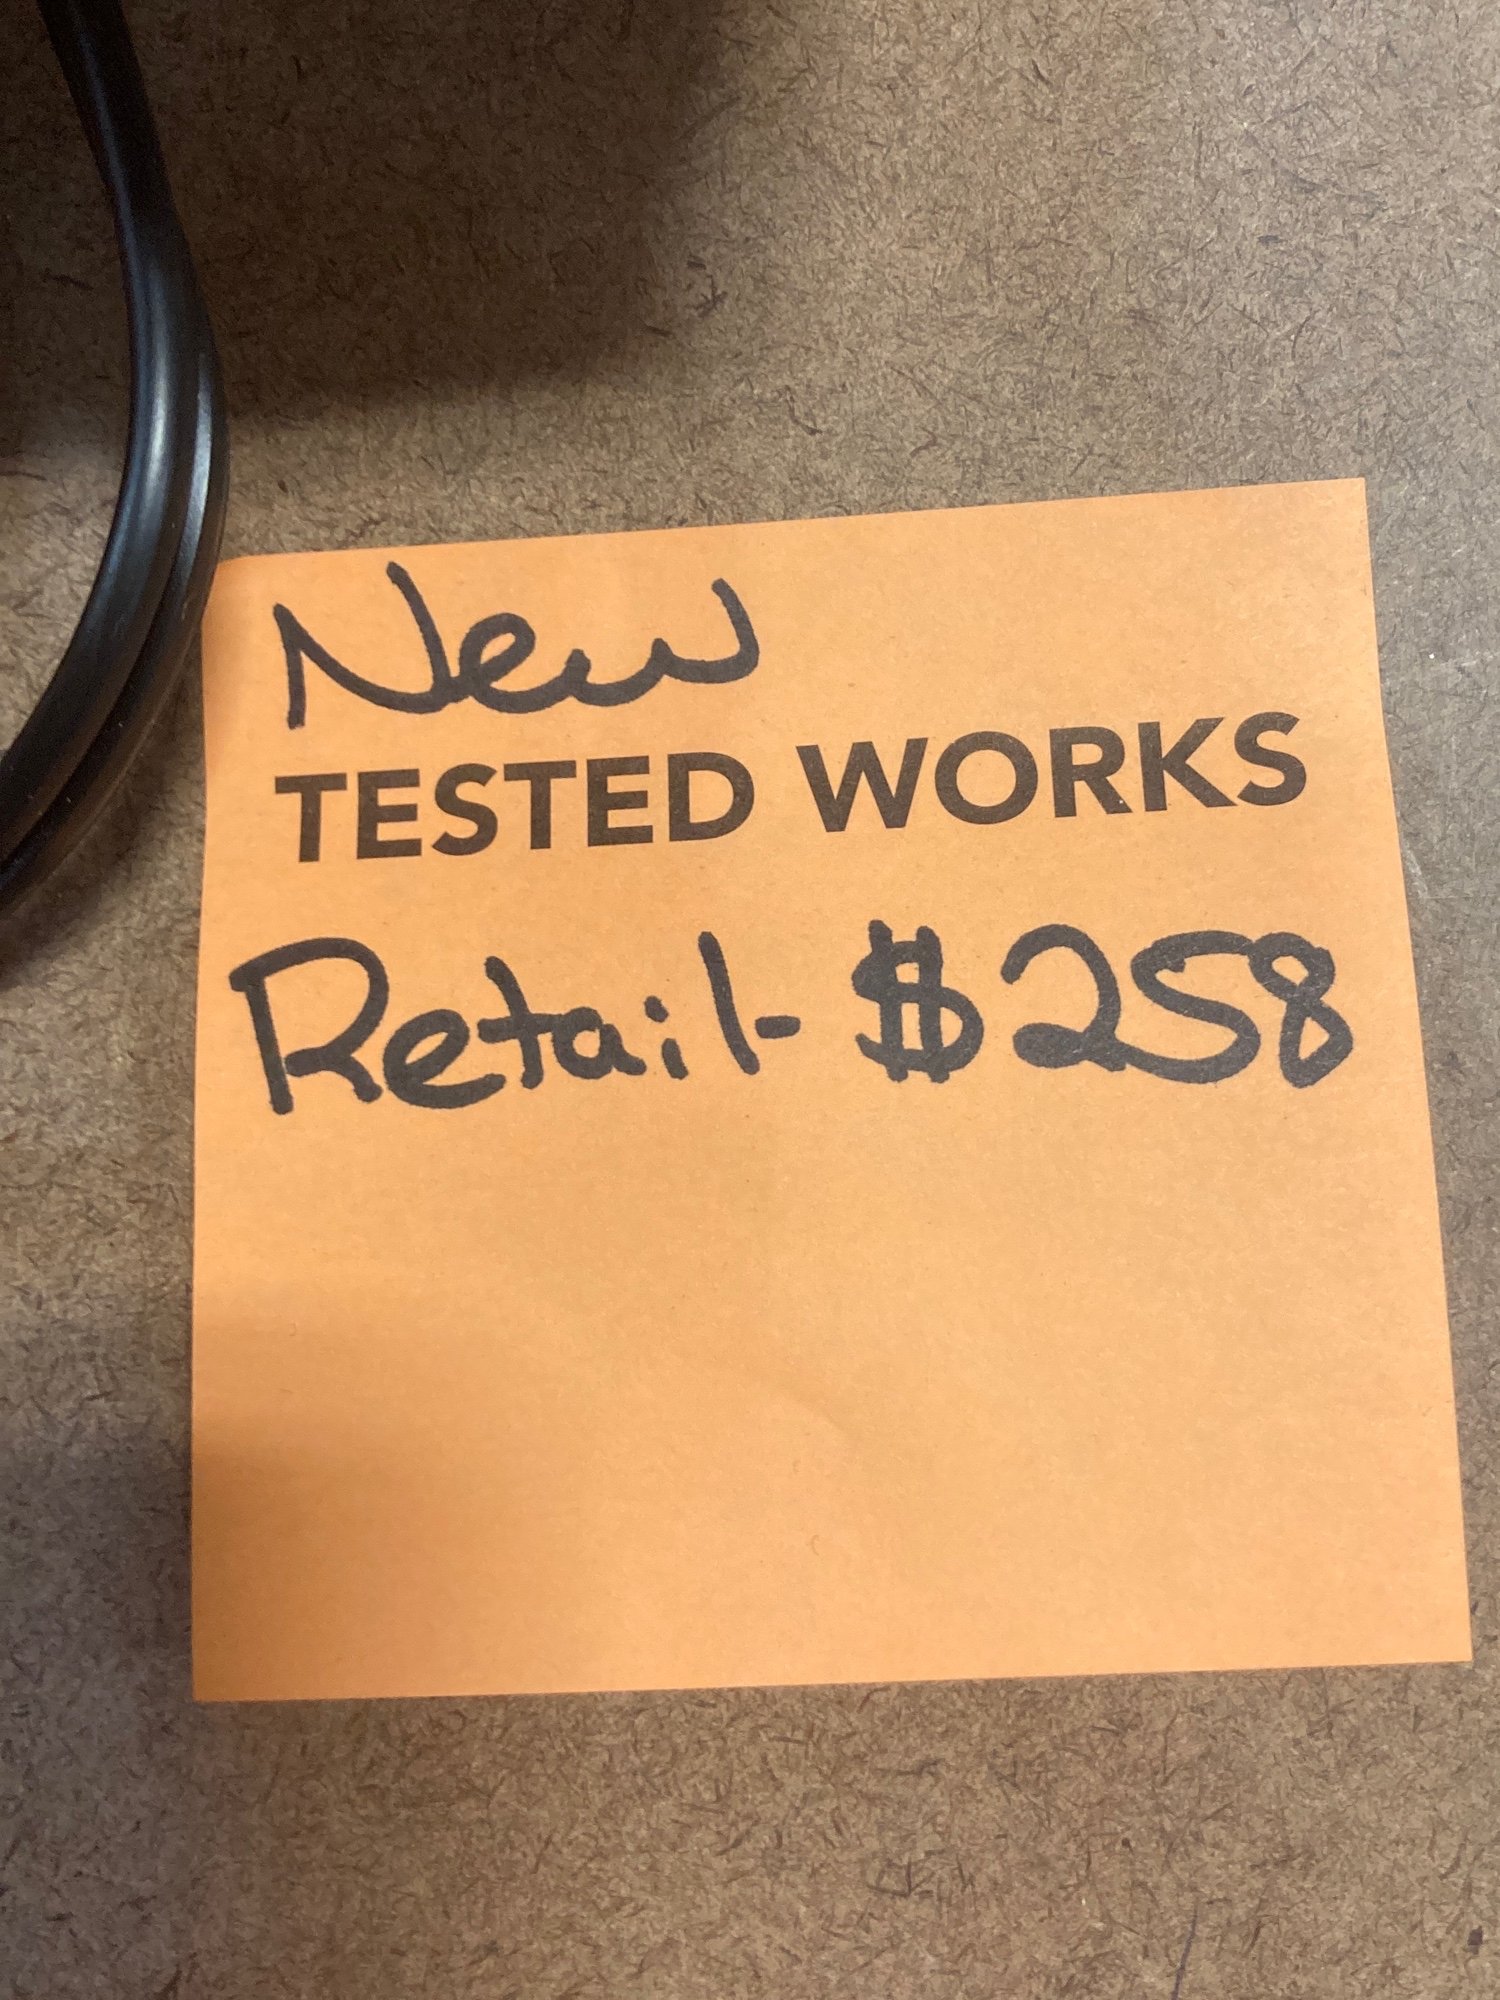 New
TESTED WORKS
Retail- $258